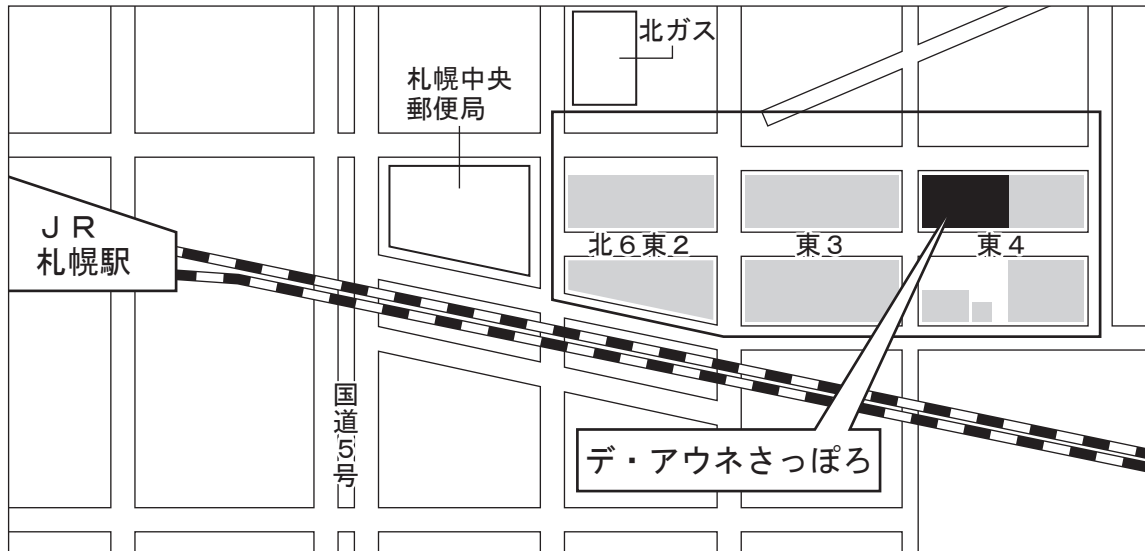 北ガス
札幌中央
郵便局
ＪＲ
札幌駅
北６東２
東３
東４
国道５号
デ・アウネさっぽろ